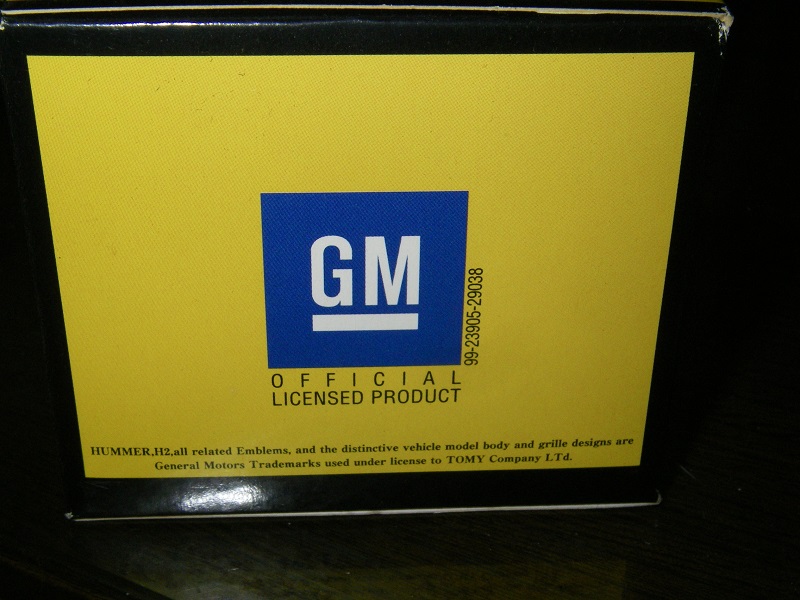 GM
99-23905-29038
OFFICIAL
LICENSED PRODUCT
HUMMER,H2,all related Emblems, and the distinctive vehicle model body and grille designs are
General Motors Trademarks used under license to TOMY Company LTd.